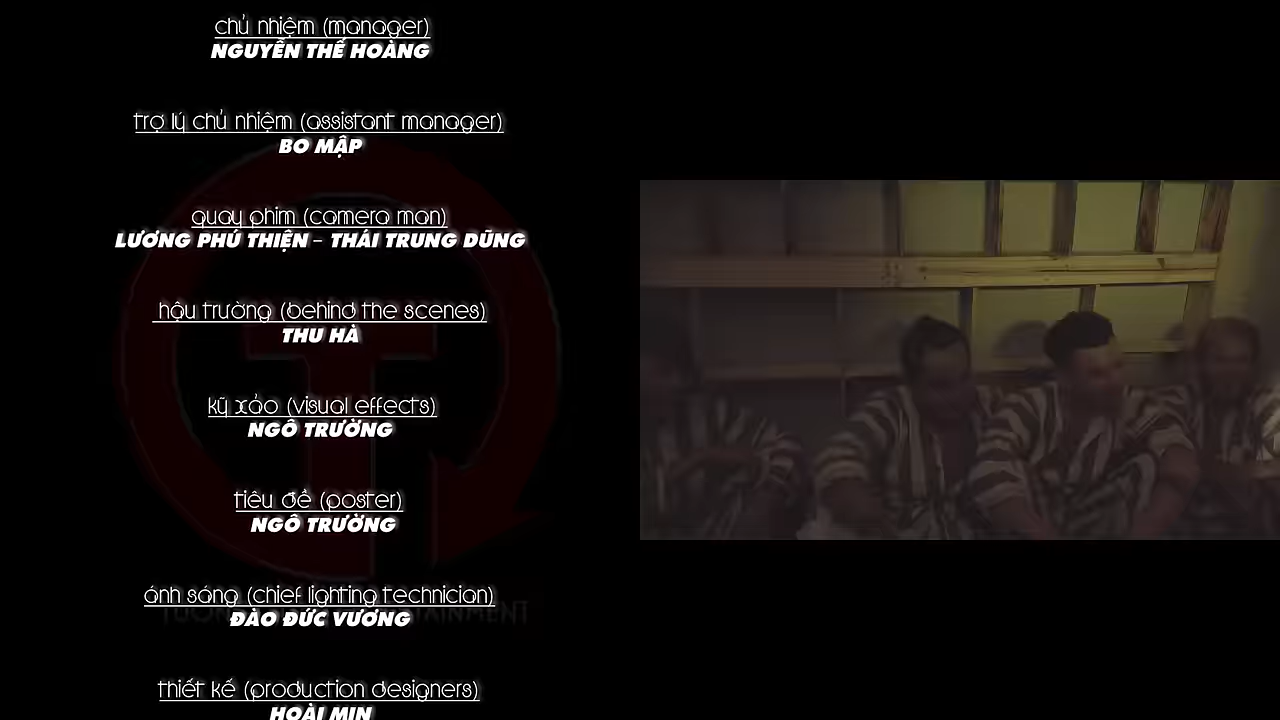 chủ nhiệm (manager)
NGUYỄN THẾ HOÀNG
trợ lý chủ nhiệm (assistant manager)
BO MẬP
quay phim (camera man)
LƯƠNG PHÚ THIỆN – THÁI TRUNG DŨNG
hậu trường (behind the scenes)
THU HÀ
kỹ xảo (visual effects)
NGÔ TRƯỜNG
tiêu đề (poster)
NGÔ TRƯỜNG
ánh sáng (chief lighting technician)
ĐÀO ĐỨC VƯƠNG
thiết kế (production designers)
HOÀI MIN